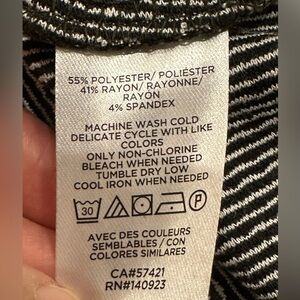 55% POLYESTER/ POLIÉSTER
41% RAYON/ RAYONNE/
RAYON
4% SPANDEX
MACHINE WASH COLD
DELICATE CYCLE WITH LIKE
COLORS
ONLY NON-CHLORINE
BLEACH WHEN NEEDED
TUMBLE DRY LOW
COOL IRON WHEN NEEDED
30 P
AVEC DES COULEURS
SEMBLABLES / CON
COLORES SIMILARES
CA#57421
RN#140923